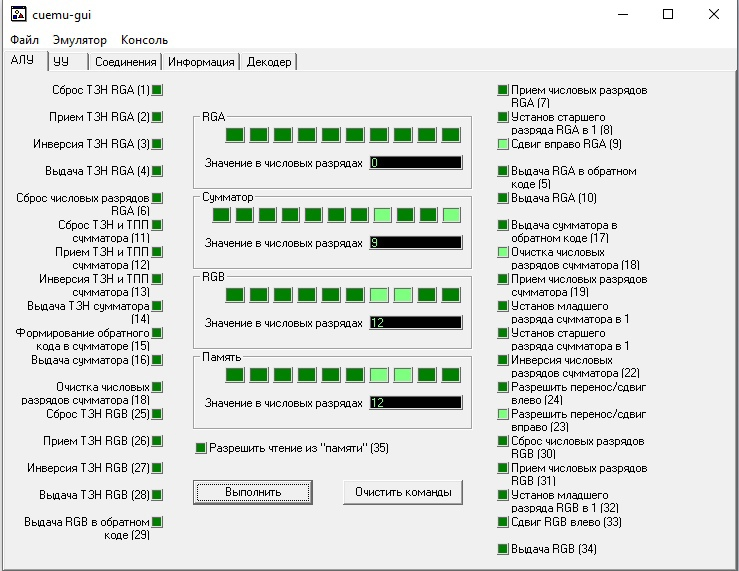 cuemu-gui
Файл Эмулятор Консоль
АЛУ УУ Соединения Информация Декодер
Сброс ТЗН RGA (1)
Прием ТЗН RGA (2)
Инверсия ТЗН RGA (3)
Выдача ТЗН RGA (4)
Сброс числовых разрядов
RGA (6)
Сброс ТЗН и ТПП
сумматора (11)
Прием ТЗН и ТПП
сумматора (12)
Инверсия ТЗН и ТПП
сумматора (13)
Выдача ТЗН сумматора
(14)
Формирование обратного
кода в сумматоре (15)
Выдача сумматора (16)
Очистка числовых
разрядов сумматора (18)
Сброс ТЗН RGB (25)
Прием ТЗН RGB (26)
Инверсия ТЗН RGB (27)
Выдача ТЗН RGB (28)
Выдача RGB в обратном
коде (29)
RGA
Значение в числовых разрядах 0
Сумматор
Значение в числовых разрядах 9
RGB
Значение в числовых разрядах 12
Память
Значение в числовых разрядах 12
Разрешить чтение из "памяти" (35)
Выполнить Очистить команды
Прием числовых разрядов
RGA (7)
Установ старшего
разряда RGA в 1 (8)
Сдвиг вправо RGA (9)
Выдача RGA в обратном
коде (5)
Выдача RGA (10)
Выдача сумматора в
обратном коде (17)
Очистка числовых
разрядов сумматора (18)
Прием числовых разрядов
сумматора (19)
Установ младшего
разряда сумматора в 1
Установ старшего
разряда сумматора в 1
Инверсия числовых
разрядов сумматора (22)
Разрешить перенос/сдвиг
влево (24)
Разрешить перенос/сдвиг
вправо (23)
Сброс числовых разрядов
RGB (30)
Прием числовых разрядов
RGB (31)
Установ младшего
разряда RGB в 1 (32)
Сдвиг RGB влево (33)
Выдача RGB (34)